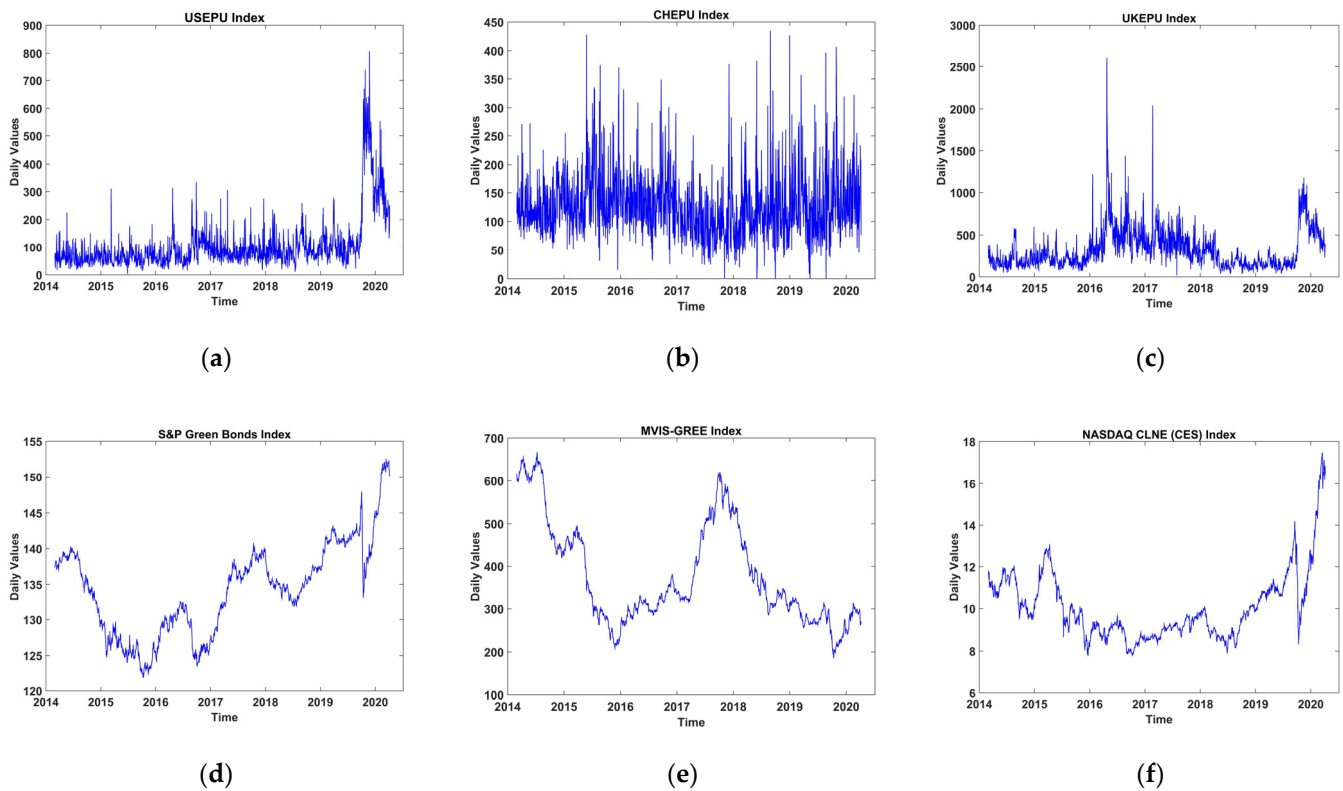 USEPU Index
Daily Values
900
800
700
600
500
400
300
200
100
0
2014 2015 2016 2017 2018 2019 2020
Time
(a)
CHEPU Index
Daily Values
450
400
350
300
250
200
150
100
50
0
2014 2015 2016 2017 2018 2019 2020
Time
(b)
UKEPU Index
Daily Values
3000
2500
2000
1500
1000
500
0
2014 2015 2016 2017 2018 2019 2020
Time
(c)
S&P Green Bonds Index
Daily Values
155
150
145
140
135
130
125
120
2014 2015 2016 2017 2018 2019 2020
Time
(d)
MVIS-GREE Index
Daily Values
700
600
500
400
300
200
100
2014 2015 2016 2017 2018 2019 2020
Time
(e)
NASDAQ CLNE (CES) Index
Daily Values
18
16
14
12
10
8
6
2014 2015 2016 2017 2018 2019 2020
Time
(f)